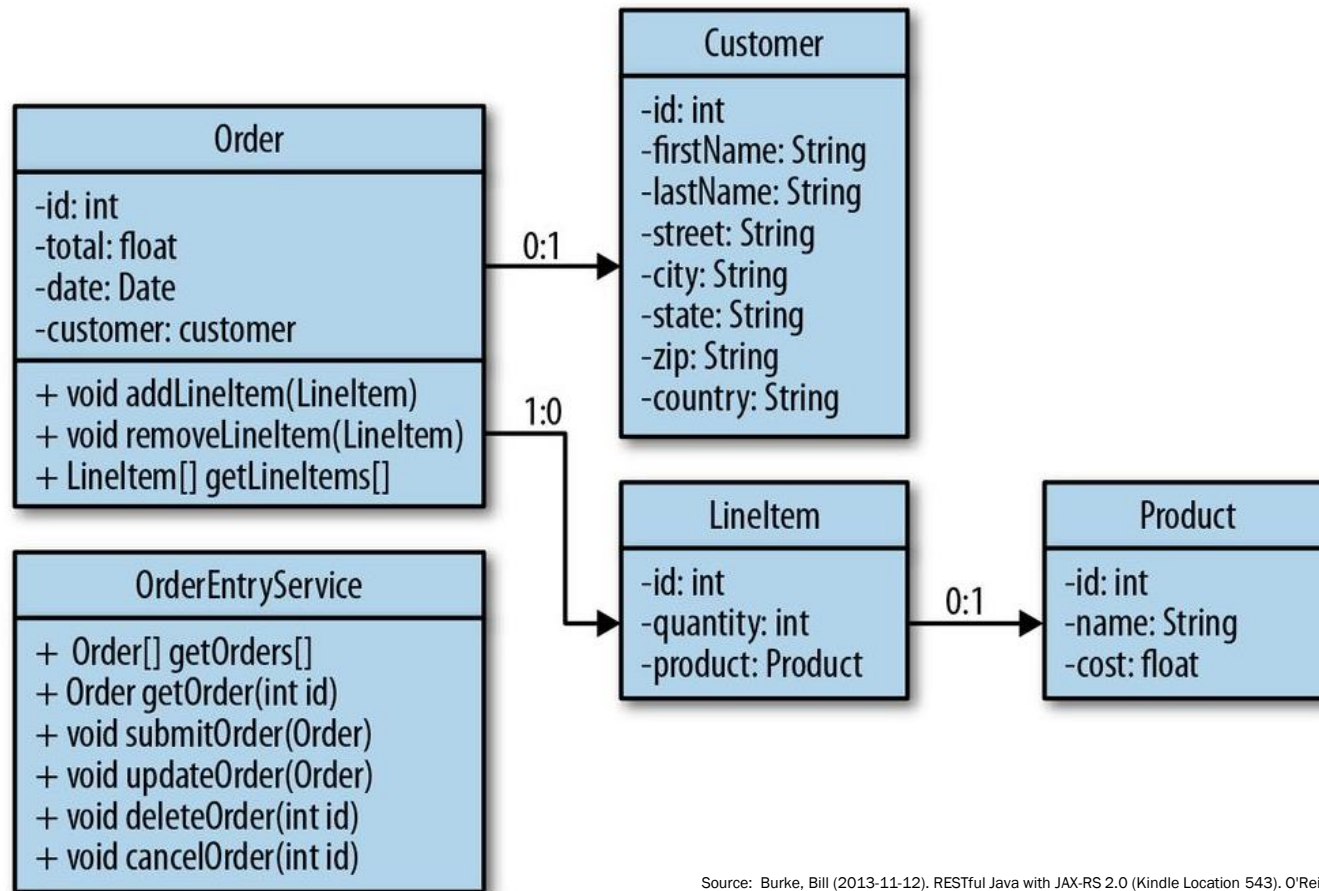 Order
-id: int
-total: float
-date: Date
-customer: customer
+ void addLineItem(LineItem)
+ void removeLineItem(LineItem)
+ LineItem[] getLineItems[]
0:1
Customer
-id: int
-firstName: String
-lastName: String
-street: String
-city: String
-state: String
-zip: String
-country: String
1:0
LineItem
-id: int
-quantity: int
-product: Product
0:1
Product
-id: int
-name: String
-cost: float
OrderEntryService
+ Order[] getOrders[]
+ Order getOrder(int id)
+ void submitOrder(Order)
+ void updateOrder(Order)
+ void deleteOrder(int id)
+ void cancelOrder(int id)
Source: Burke, Bill (2013-11-12). RESTful Java with JAX-RS 2.0 (Kindle Location 543).